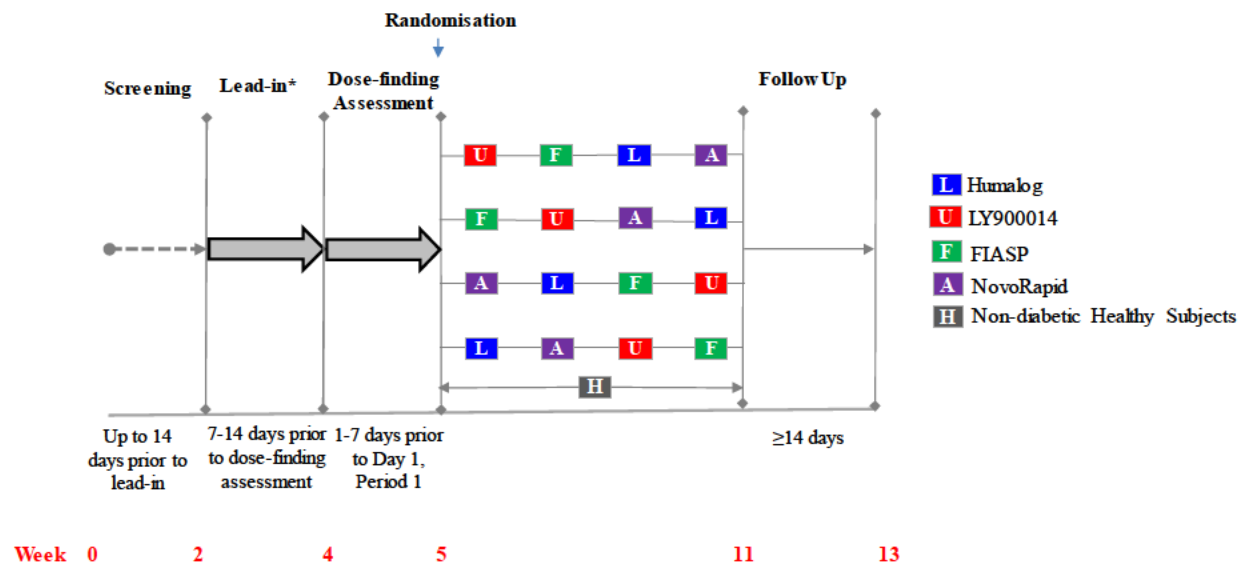 Randomisation
Screening
Lead-in*
Dose-finding
Assessment
Follow Up
U F L A
F U A L
A L F U
L A U F
H
L Humalog
U LY900014
F FIASP
A NovoRapid
H Non-diabetic Healthy Subjects
Up to 14
days prior to
lead-in
7-14 days prior
to dose-finding
assessment
1-7 days prior
to Day 1,
Period 1
≥14 days
Week 0 2 4 5 11 13